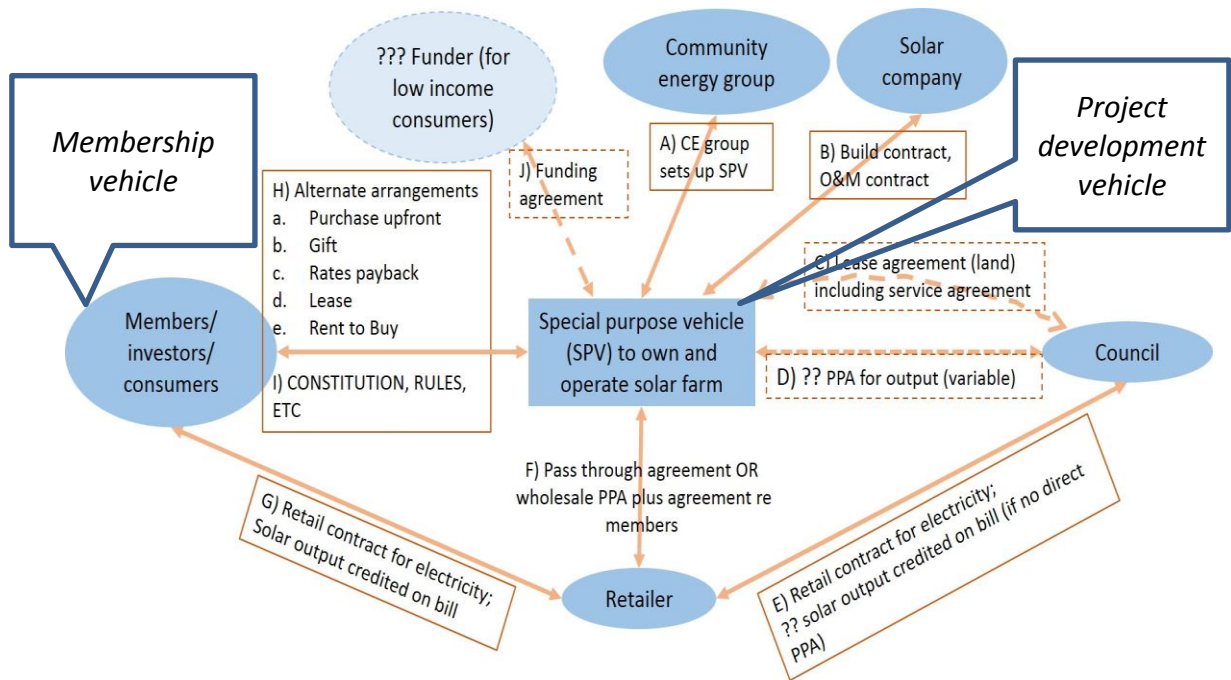 ??? Funder (for
low income
consumers)
Community
energy group
Solar
company
Membership
vehicle
Project
development
vehicle
A) CE group
sets up SPV
B) Build contract,
O&M contract
J) Funding
agreement
H) Alternate arrangements
a. Purchase upfront
b. Gift
c. Rates payback
d. Lease
e. Rent to Buy
I) CONSTITUTION, RULES,
ETC
C) Lease agreement (land)
including service agreement
Members/
investors/
consumers
Special purpose vehicle
(SPV) to own and
operate solar farm
Council
D) ?? PPA for output (variable)
F) Pass through agreement OR
wholesale PPA plus agreement re
members
G) Retail contract for electricity;
Solar output credited on bill
E) Retail contract for electricity;
?? solar output credited on bill (if no direct
PPA)
Retailer